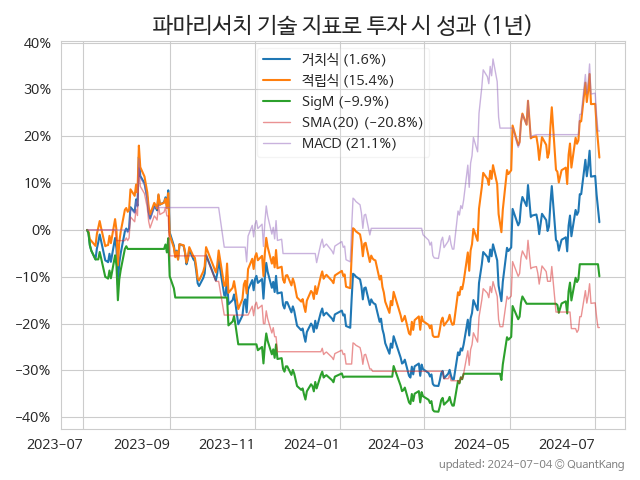 파마리서치 기술 지표로 투자 시 성과 (1년)
거치식 (1.6%)
적립식 (15.4%)
SigM (−9.9%)
SMA(20) (−20.8%)
MACD (21.1%)
40%
30%
20%
10%
0%
−10%
−20%
−30%
−40%
2023-07 2023-09 2023-11 2024-01 2024-03 2024-05 2024-07
updated: 2024-07-04 © QuantKang